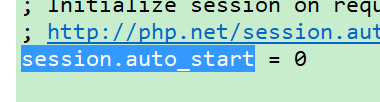 ; Initialize session on requ
; http://php.net/session.aut
session.auto_start = 0